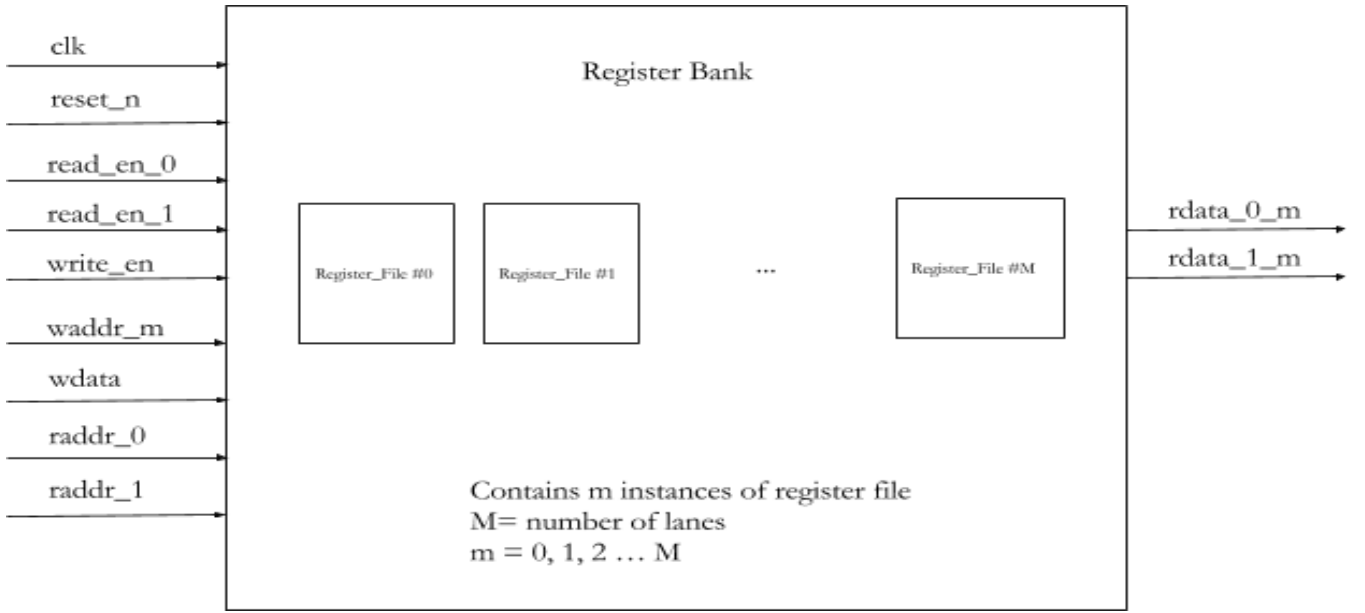 clk
reset_n
read_en_0
read_en_1
write_en
waddr_m
wdata
raddr_0
raddr_1
Register Bank
Register_File #0
Register_File #1
...
Register_File #M
Contains m instances of register file
M= number of lanes
m = 0, 1, 2 … M
rdata_0_m
rdata_1_m